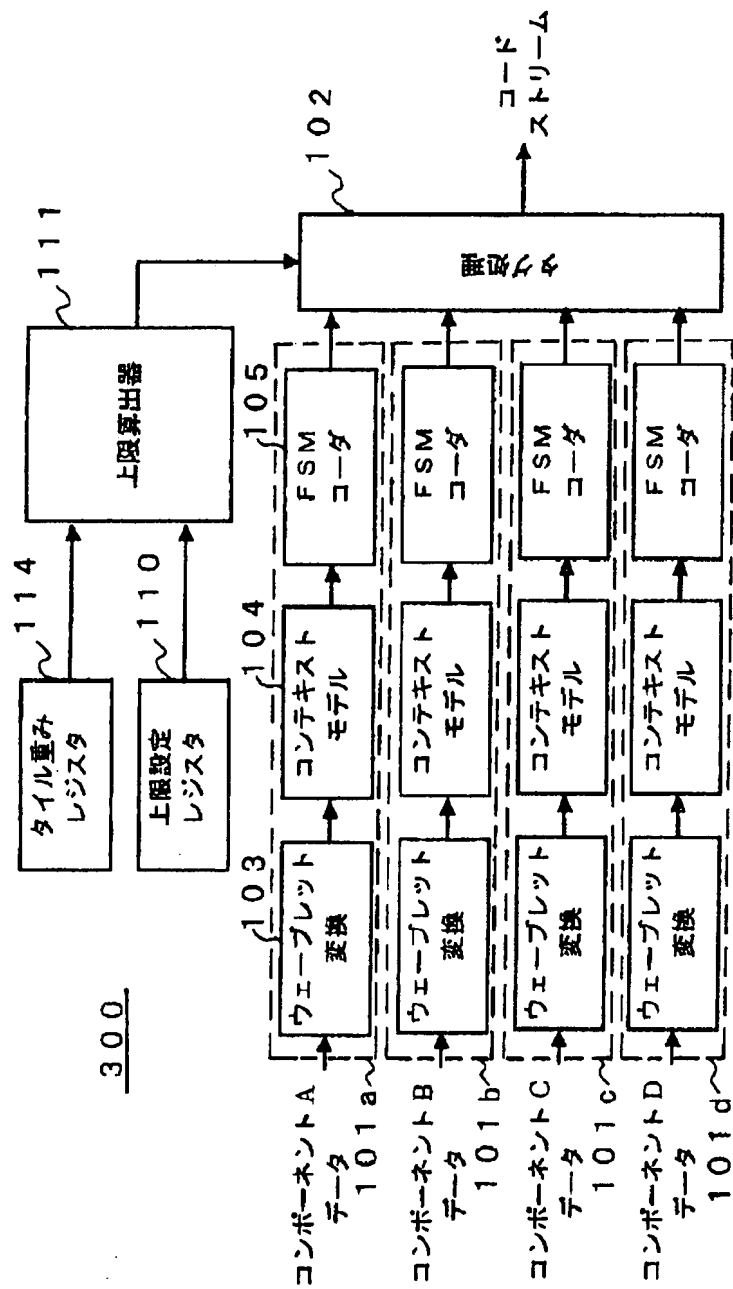 300
タイル重み
レジスタ
114
上限設定
レジスタ
110
上限算出器
111
タグ処理
102
コード
ストリーム
コンポーネントA
データ
101a
ウェーブレット
変換
103
コンテキスト
モデル
104
FSM
コーダ
105
コンポーネントB
データ
101b
ウェーブレット
変換
コンテキスト
モデル
FSM
コーダ
コンポーネントC
データ
101c
ウェーブレット
変換
コンテキスト
モデル
FSM
コーダ
コンポーネントD
データ
101d
ウェーブレット
変換
コンテキスト
モデル
FSM
コーダ